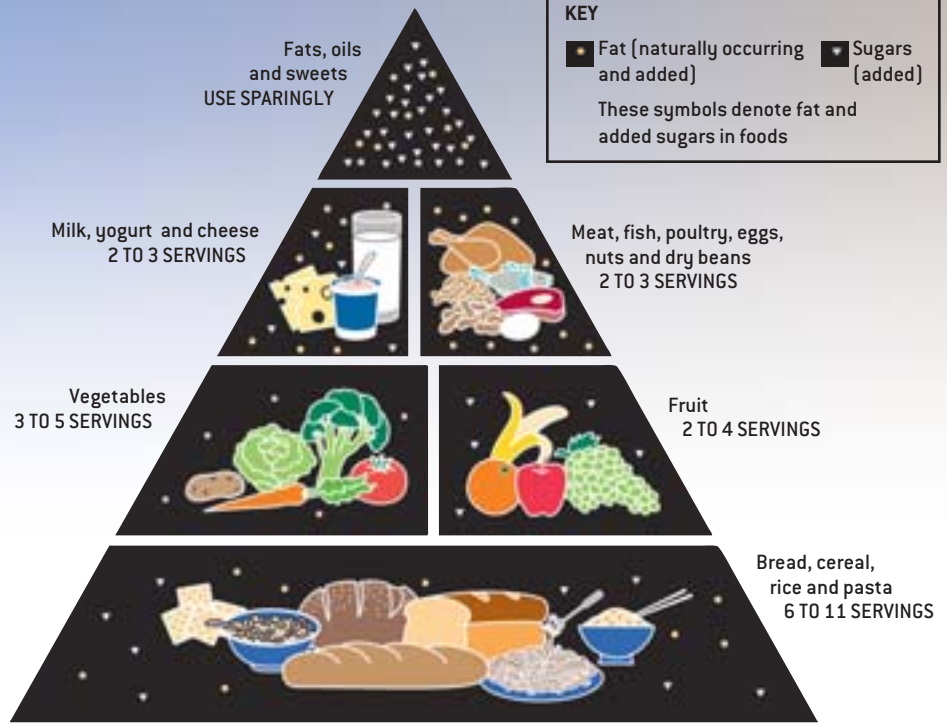 Fats, oils
and sweets
USE SPARINGLY
KEY
Fat (naturally occurring
and added)
Sugars
(added)
These symbols denote fat and
added sugars in foods
Milk, yogurt and cheese
2 TO 3 SERVINGS
Meat, fish, poultry, eggs,
nuts and dry beans
2 TO 3 SERVINGS
Vegetables
3 TO 5 SERVINGS
Fruit
2 TO 4 SERVINGS
Bread, cereal,
rice and pasta
6 TO 11 SERVINGS